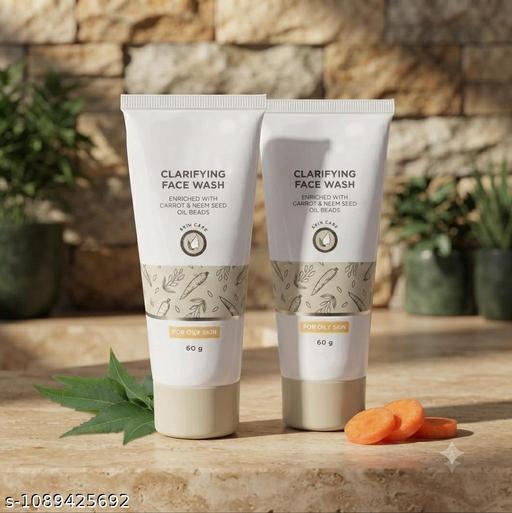 CLARIFYING
FACE WASH
ENRICHED WITH
CARROT & NEEM SEED
OIL BEADS
SKIN CARE
FOR OILY SKIN
60 g
CLARIFYING
FACE WASH
ENRICHED WITH
CARROT & NEEM SEED
OIL BEADS
SKIN CARE
FOR OILY SKIN
60 g
s-1089425692